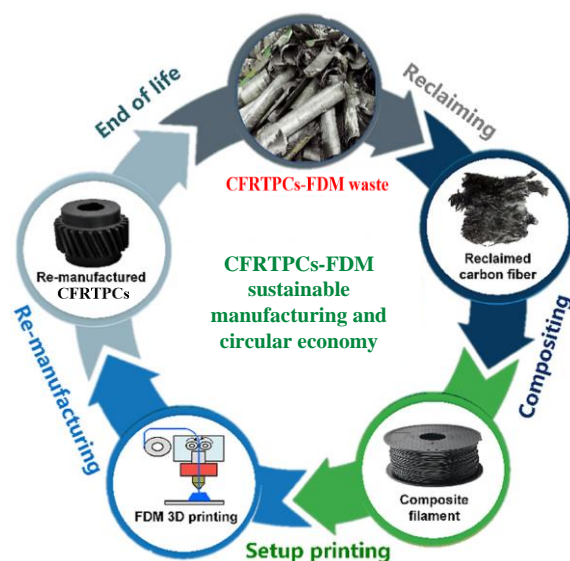 End of life
Reclaiming
CFRTPCs-FDM waste
Reclaimed
carbon fiber
Compositing
Composite
filament
Setup printing
FDM 3D printing
Re-manufacturing
Re-manufactured
CFRTPCs
CFRTPCs-FDM
sustainable
manufacturing and
circular economy